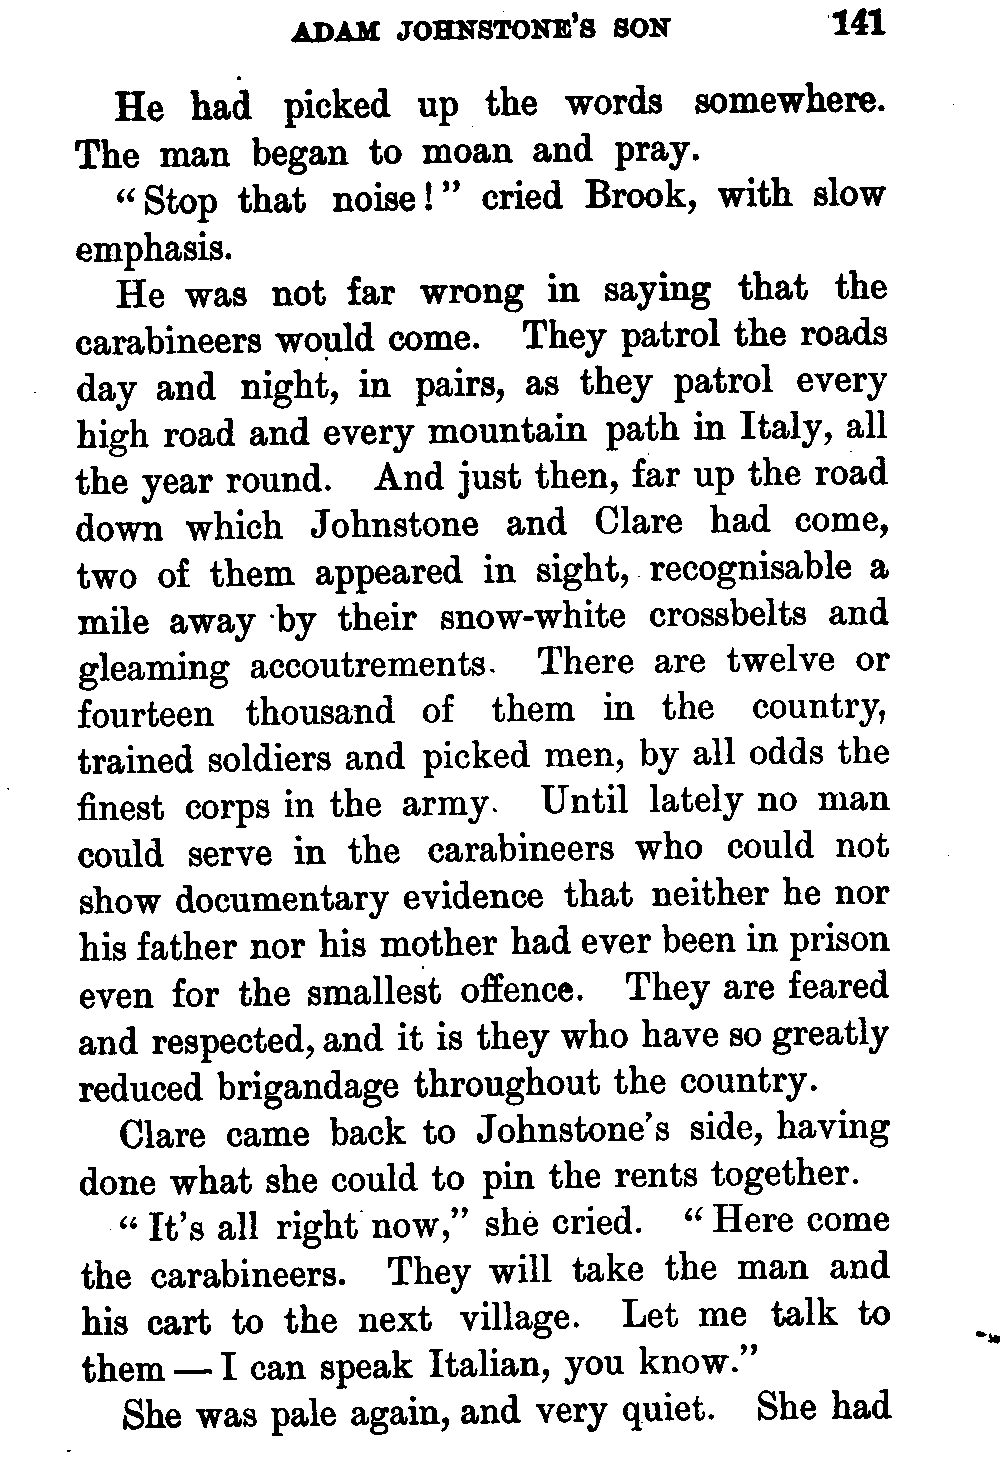 ADAM JOHNSTONE'S SON 141
He had picked up the words somewhere.
The man began to moan and pray.
"Stop that noise!" cried Brook, with slow
emphasis.
He was not far wrong in saying that the
carabineers would come. They patrol the roads
day and night, in pairs, as they patrol every
high road and every mountain path in Italy, all
the year round. And just then, far up the road
down which Johnstone and Clare had come,
two of them appeared in sight, recognisable a
mile away by their snow-white crossbelts and
gleaming accoutrements. There are twelve or
fourteen thousand of them in the country,
trained soldiers and picked men, by all odds the
finest corps in the army. Until lately no man
could serve in the carabineers who could not
show documentary evidence that neither he nor
his father nor his mother had ever been in prison
even for the smallest offence. They are feared
and respected, and it is they who have so greatly
reduced brigandage throughout the country.
Clare came back to Johnstone's side, having
done what she could to pin the rents together.
"It's all right now," she cried. "Here come
the carabineers. They will take the man and
his cart to the next village. Let me talk to
them — I can speak Italian, you know."
She was pale again, and very quiet. She had